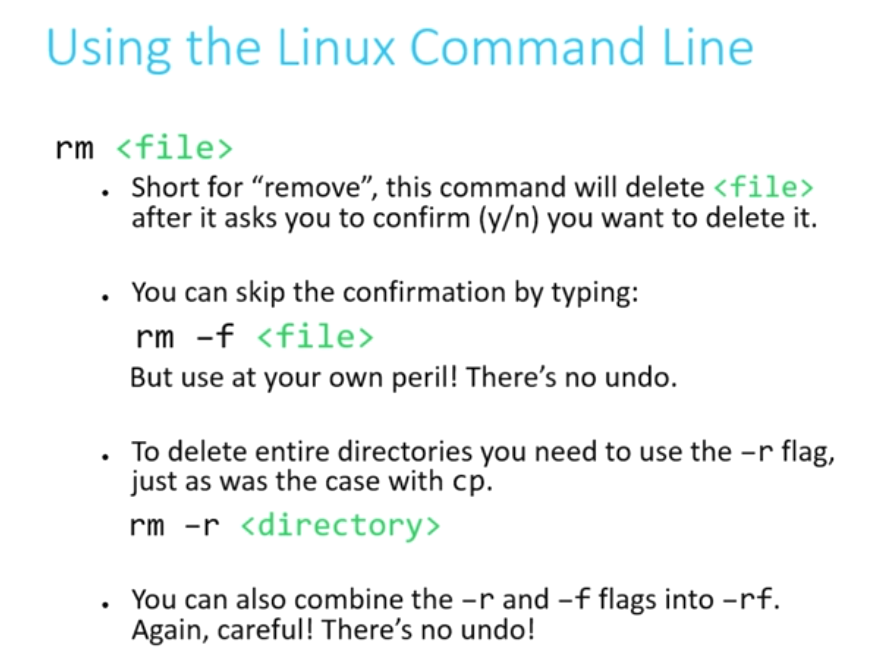 Using the Linux Command Line
rm <file>
• Short for “remove”, this command will delete <file>
after it asks you to confirm (y/n) you want to delete it.
• You can skip the confirmation by typing:
rm –f <file>
But use at your own peril! There’s no undo.
• To delete entire directories you need to use the –r flag,
just as was the case with cp.
rm –r <directory>
• You can also combine the –r and –f flags into –rf.
Again, careful! There’s no undo!